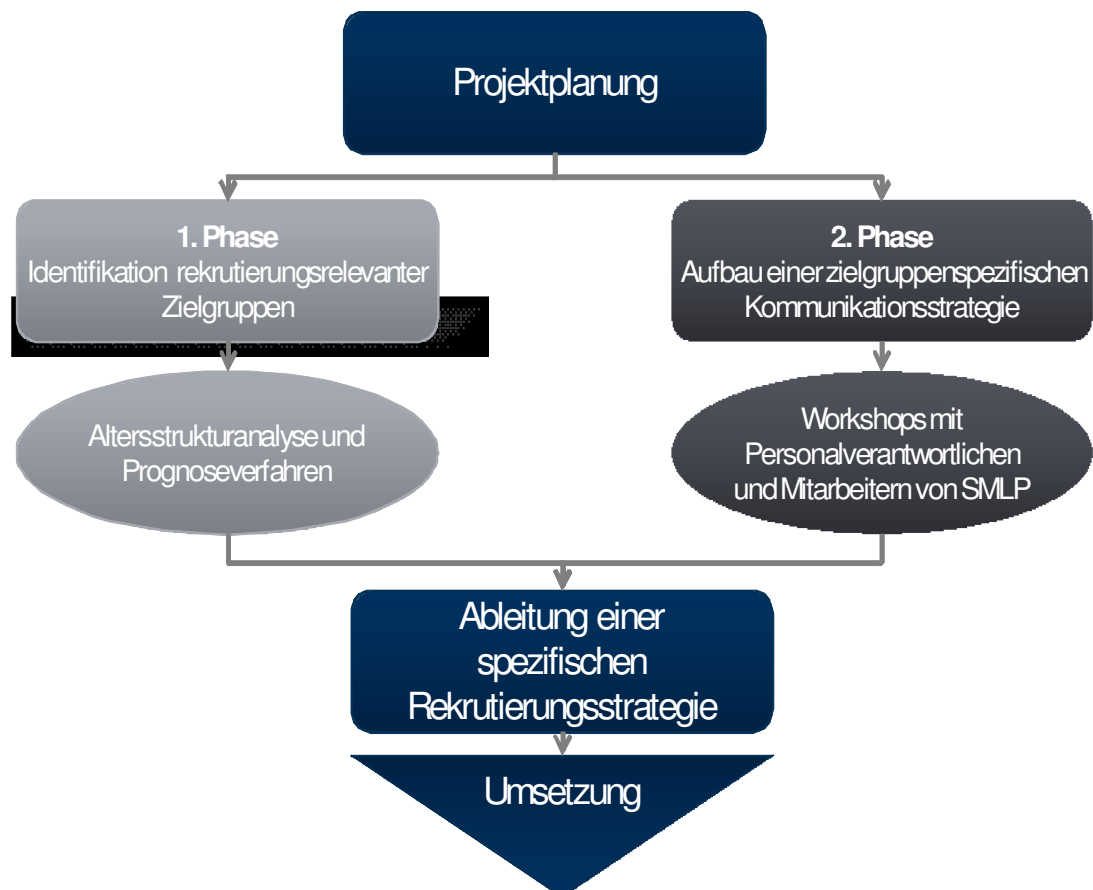 Projektplanung
1. Phase
Identifikation rekrutierungsrelevanter
Zielgruppen
2. Phase
Aufbau einer zielgruppenspezifischen
Kommunikationsstrategie
Altersstrukturanalyse und
Prognoseverfahren
Workshops mit
Personalverantwortlichen
und Mitarbeitern von SMLP
Ableitung einer
spezifischen
Rekrutierungsstrategie
Umsetzung